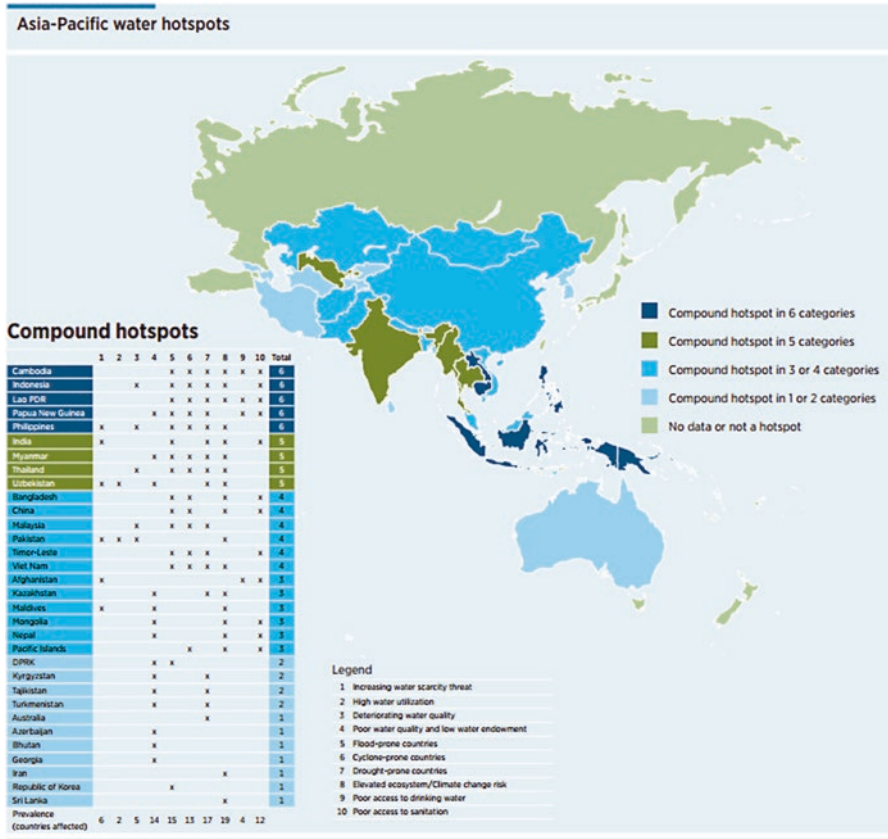 Asia-Pacific water hotspots
Compound hotspot in 6 categories
Compound hotspot in 5 categories
Compound hotspot in 3 or 4 categories
Compound hotspot in 1 or 2 categories
No data or not a hotspot
Compound hotspots
1 2 3 4 5 6 7 8 9 10 Total
Cambodia x x x x x x 6
Indonesia x x x x x x 6
Lao PDR x x x x x x 6
Papua New Guinea x x x x x x 6
Philippines x x x x x x 6
India x x x x x 5
Myanmar x x x x x 5
Thailand x x x x x 5
Uzbekistan x x x x x 5
Bangladesh x x x x 4
China x x x x 4
Malaysia x x x x 4
Pakistan x x x x 4
Timor-Leste x x x x 4
Viet Nam x x x x 4
Afghanistan x x x 3
Kazakhstan x x x 3
Maldives x x x 3
Mongolia x x x 3
Nepal x x x 3
Pacific Islands x x x 3
DPRK x x 2
Kyrgyzstan x x 2
Tajikistan x x 2
Turkmenistan x x 2
Australia x 1
Azerbaijan x 1
Bhutan x 1
Georgia x 1
Iran x 1
Republic of Korea x 1
Sri Lanka x 1
Prevalence
(countries affected) 6 2 5 14 15 13 17 19 4 12
Legend
1 Increasing water scarcity threat
2 High water utilization
3 Deteriorating water quality
4 Poor water quality and low water endowment
5 Flood-prone countries
6 Cyclone-prone countries
7 Drought-prone countries
8 Elevated ecosystem/Climate change risk
9 Poor access to drinking water
10 Poor access to sanitation